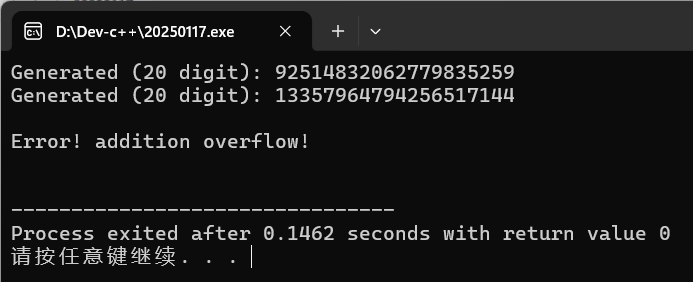 D:\Dev-c++\20250117.exe
Generated (20 digit): 92514832062779835259
Generated (20 digit): 13357964794256517144
Error! addition overflow!
--------------------------------
Process exited after 0.1462 seconds with return value 0
请按任意键继续. . .